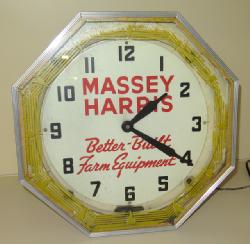 12
11 1
10 MASSEY 2
HARRIS
9 3
Better-Built
8 Farm Equipment 4
7 5
6